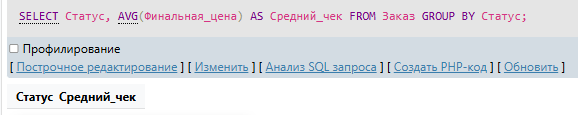 SELECT Статус, AVG(Финальная_цена) AS Средний_чек FROM Заказ GROUP BY Статус;
Профилирование
[ Построчное редактирование ] [ Изменить ] [ Анализ SQL запроса ] [ Создать PHP-код ] [ Обновить ]
Статус Средний_чек